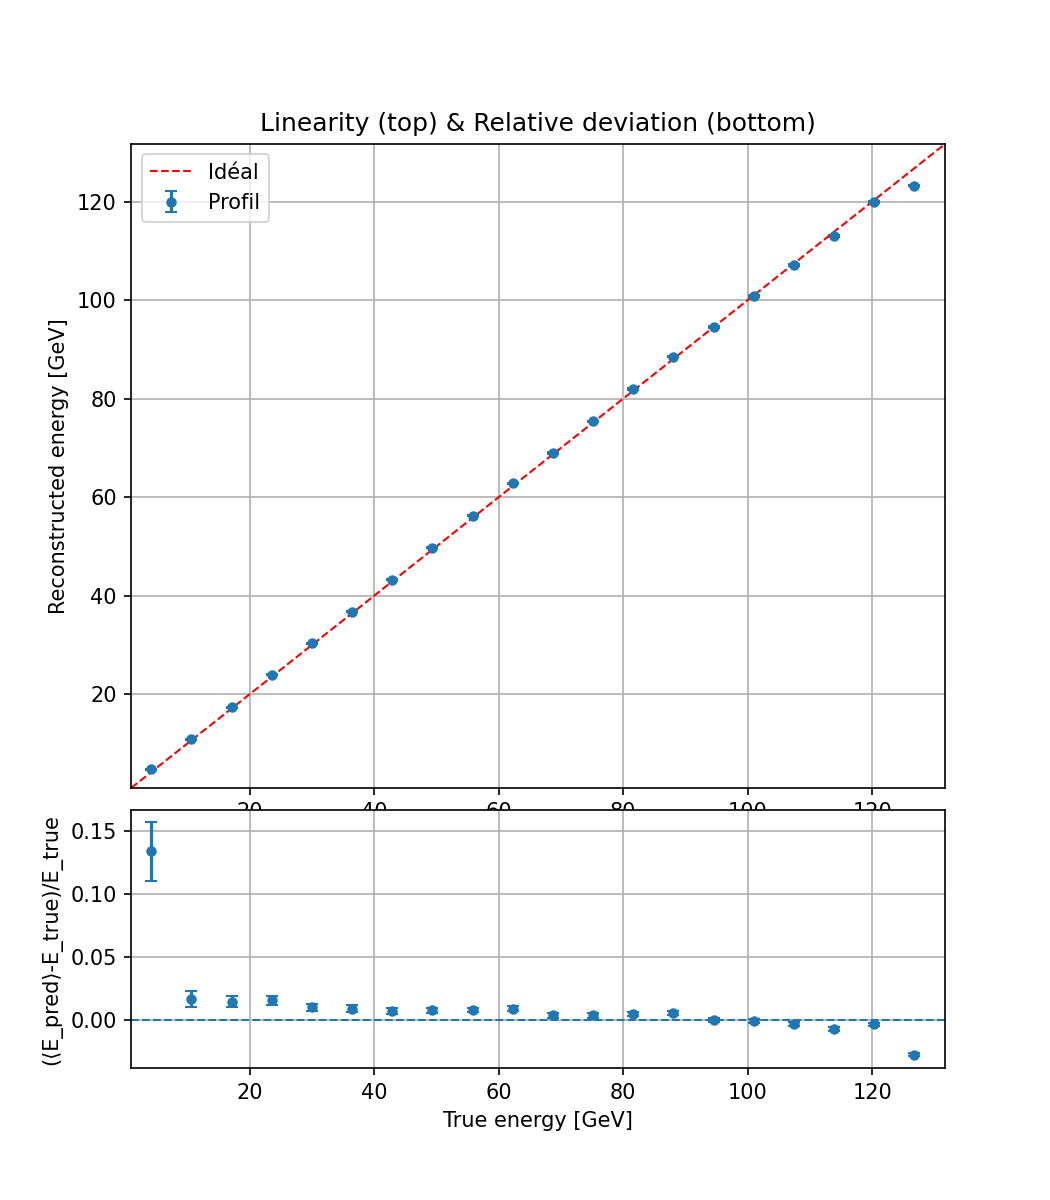 Linearity (top) & Relative deviation (bottom)
Idéal
Profil
Reconstructed energy [GeV]
120
100
80
60
40
20
20 40 60 80 100 120
(⟨E_pred⟩-E_true)/E_true
0.15
0.10
0.05
0.00
20 40 60 80 100 120
True energy [GeV]